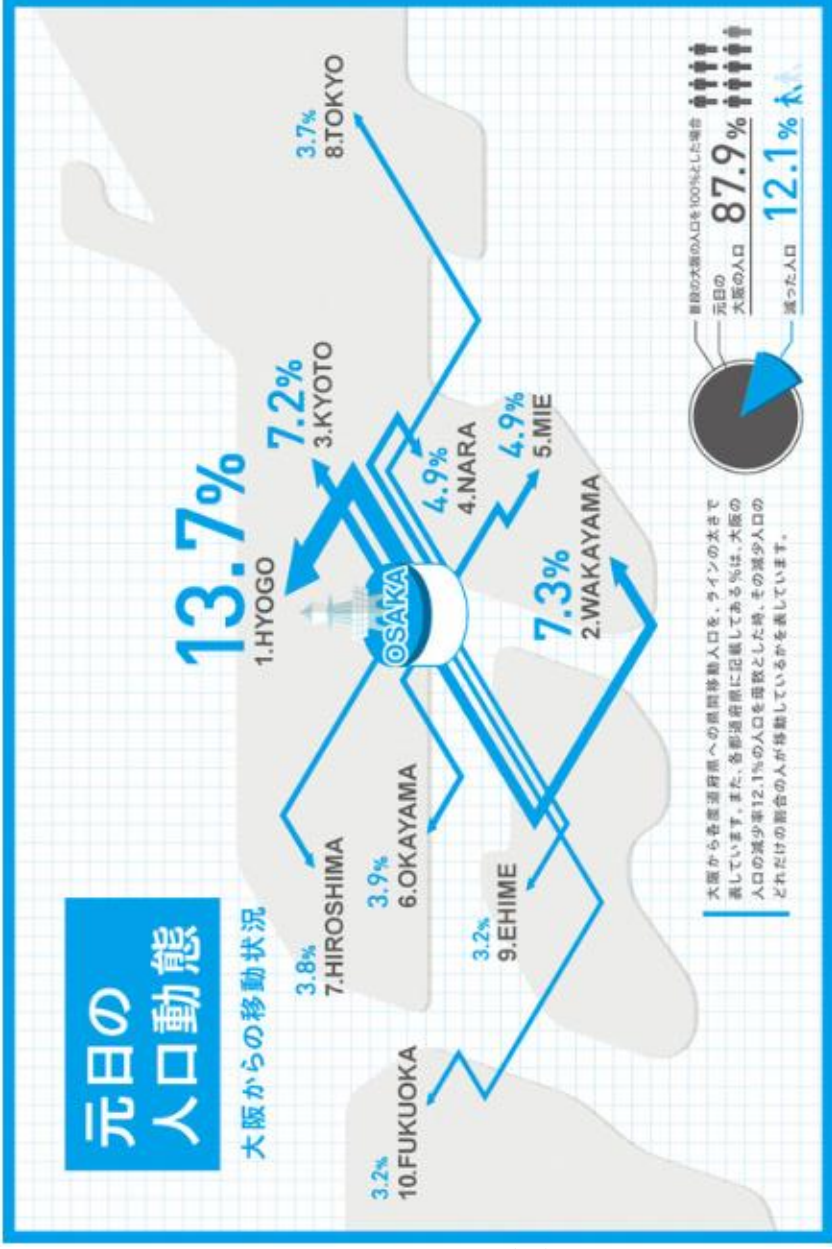 元日の
人口動態
大阪からの移動状況
13.7%
1.HYOGO
7.2%
3.KYOTO
3.7%
8.TOKYO
OSAKA
4.9%
4.NARA
4.9%
5.MIE
7.3%
2.WAKAYAMA
3.8%
7.HIROSHIMA
3.9%
6.OKAYAMA
3.2%
9.EHIME
3.2%
10.FUKUOKA
大阪から各都道府県への県間移動人口を、ラインの太さで
表しています。また、各都道府県に記載してある%は、大阪の
人口の減少率12.1%の人口を母数とした時、その減少人口の
どれだけの割合の人が移動しているかを表しています。
普段の大阪の人口を100%とした場合
元日の
大阪の人口 87.9%
減った人口 12.1%